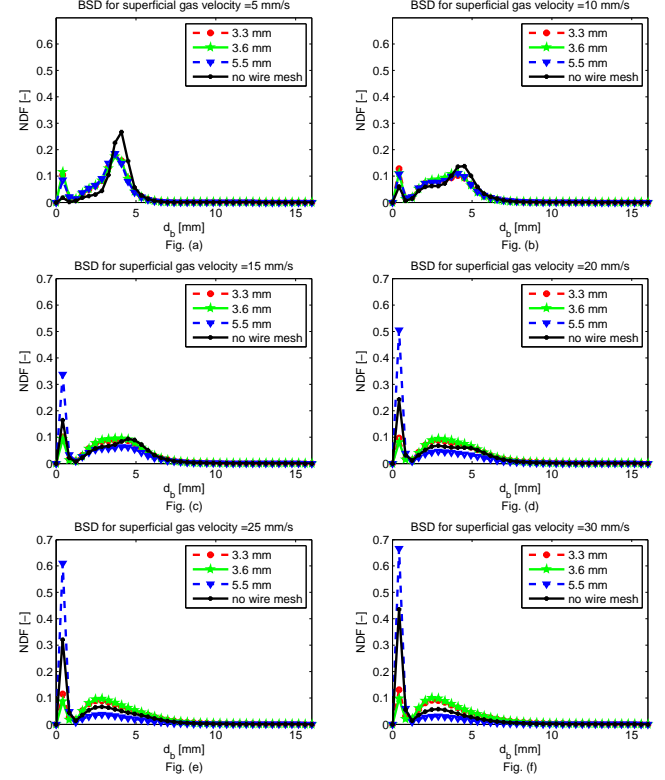 BSD for superficial gas velocity =5 mm/s
0.6
0.5
0.4
0.3
0.2
0.1
0
NDF [−]
3.3 mm
3.6 mm
5.5 mm
no wire mesh
0 5 10 15
d_b [mm]
Fig. (a)
BSD for superficial gas velocity =10 mm/s
0.6
0.5
0.4
0.3
0.2
0.1
0
NDF [−]
3.3 mm
3.6 mm
5.5 mm
no wire mesh
0 5 10 15
d_b [mm]
Fig. (b)
BSD for superficial gas velocity =15 mm/s
0.7
0.6
0.5
0.4
0.3
0.2
0.1
0
NDF [−]
3.3 mm
3.6 mm
5.5 mm
no wire mesh
0 5 10 15
d_b [mm]
Fig. (c)
BSD for superficial gas velocity =20 mm/s
0.7
0.6
0.5
0.4
0.3
0.2
0.1
0
NDF [−]
3.3 mm
3.6 mm
5.5 mm
no wire mesh
0 5 10 15
d_b [mm]
Fig. (d)
BSD for superficial gas velocity =25 mm/s
0.7
0.6
0.5
0.4
0.3
0.2
0.1
0
NDF [−]
3.3 mm
3.6 mm
5.5 mm
no wire mesh
0 5 10 15
d_b [mm]
Fig. (e)
BSD for superficial gas velocity =30 mm/s
0.7
0.6
0.5
0.4
0.3
0.2
0.1
0
NDF [−]
3.3 mm
3.6 mm
5.5 mm
no wire mesh
0 5 10 15
d_b [mm]
Fig. (f)